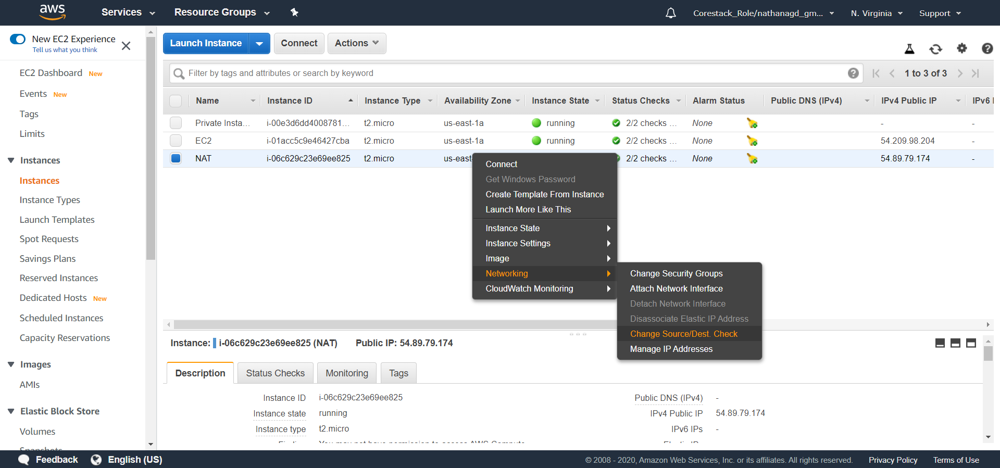 aws Services Resource Groups Corestack_Role/nathanagd_gm... N. Virginia Support
New EC2 Experience
Tell us what you think
EC2 Dashboard New
Events New
Tags
Limits
Instances
Instances
Instance Types
Launch Templates
Spot Requests
Savings Plans
Reserved Instances
Dedicated Hosts New
Scheduled Instances
Capacity Reservations
Images
AMIs
Elastic Block Store
Volumes
Snapshots
Launch Instance Connect Actions
Filter by tags and attributes or search by keyword 1 to 3 of 3
Name Instance ID Instance Type Availability Zone Instance State Status Checks Alarm Status Public DNS (IPv4) IPv4 Public IP IPv6 I
Private Insta... i-00e3d6dd4008781... t2.micro us-east-1a running 2/2 checks ... None - -
EC2 i-01acc5c9e46427cba t2.micro us-east-1a running 2/2 checks ... None 54.209.98.204 -
NAT i-06c629c23e69ee825 t2.micro us-east- 2/2 checks ... None 54.89.79.174 -
Connect
Get Windows Password
Create Template From Instance
Launch More Like This
Instance State
Instance Settings
Image
Networking
CloudWatch Monitoring
Change Security Groups
Attach Network Interface
Detach Network Interface
Disassociate Elastic IP Address
Change Source/Dest. Check
Manage IP Addresses
Instance: i-06c629c23e69ee825 (NAT) Public IP: 54.89.79.174
Description Status Checks Monitoring Tags
Instance ID i-06c629c23e69ee825 Public DNS (IPv4) -
Instance state running IPv4 Public IP 54.89.79.174
Instance type t2.micro IPv6 IPs -
Finding You may not have permission to access AWS Compute Elastic IPs
Feedback English (US) © 2008 - 2020, Amazon Web Services, Inc. or its affiliates. All rights reserved. Privacy Policy Terms of Use